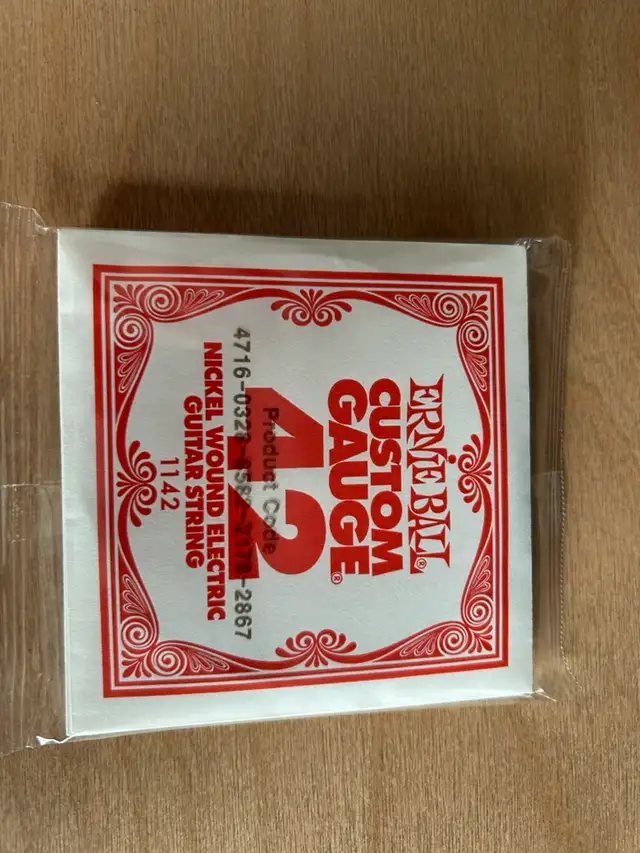 ERNIE BALL®
CUSTOM
GAUGE®
42
Product Code
NICKEL WOUND ELECTRIC
GUITAR STRING
1142